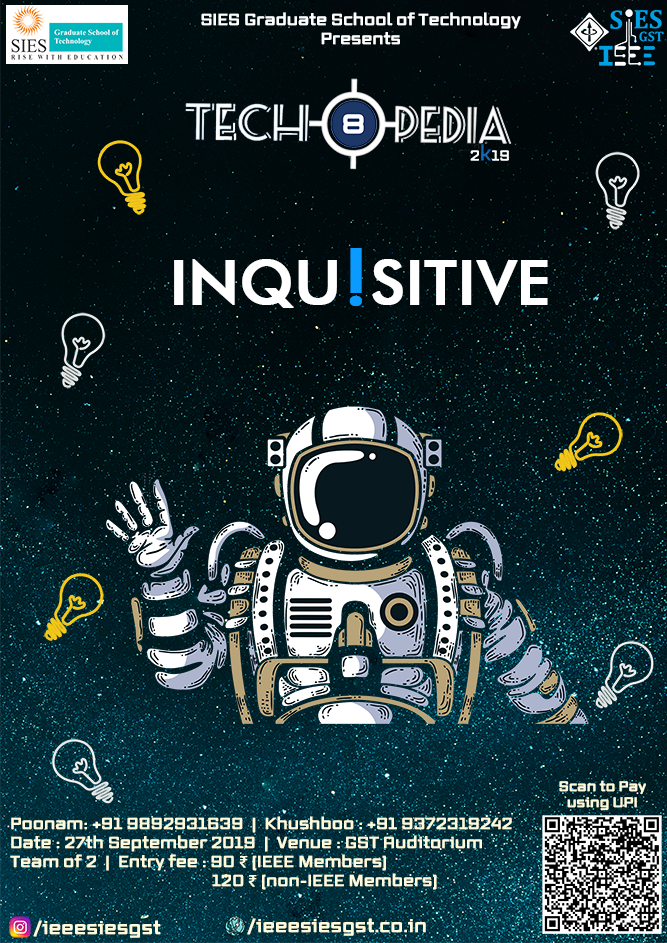 SIES Graduate School of Technology
Presents
SIES
Graduate School of
Technology
RISE WITH EDUCATION
SiES
GST
IEEE
TECH 8 PEDIA
2k19
INQU!SITIVE
Scan to Pay
using UPI
Poonam: +91 9892931639 | Khushboo : +91 9372319242
Date : 27th September 2019 | Venue : GST Auditorium
Team of 2 | Entry fee : 90 ₹ (IEEE Members)
120 ₹ (non-IEEE Members)
/ieeesiesgst
/ieeesiesgst.co.in